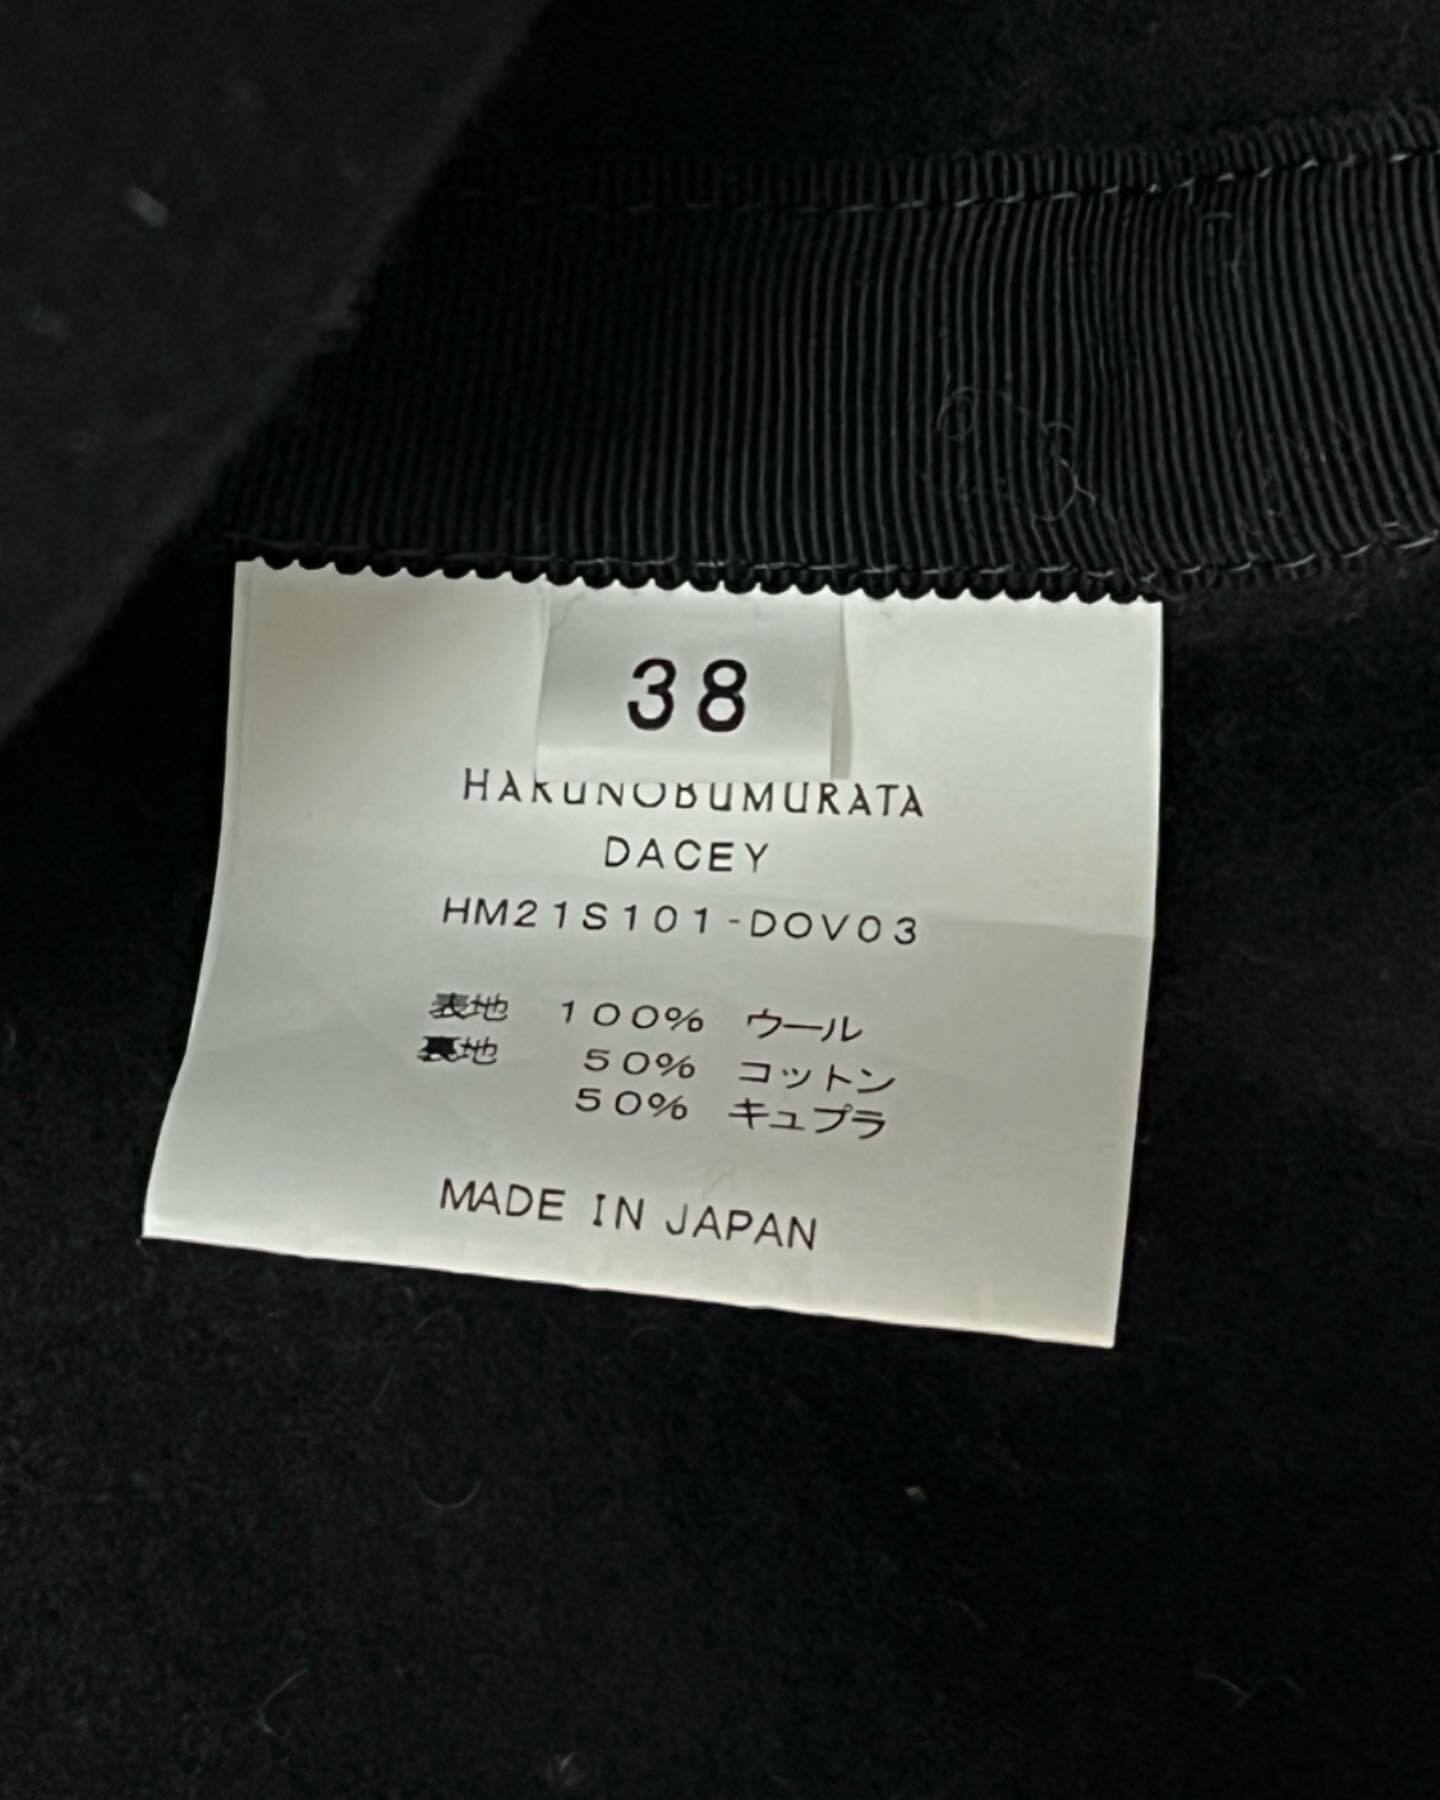 38
HARUNOBUMURATA
DACEY
HM21S101-DOV03
表地 100% ウール
裏地 50% コットン
50% キュプラ
MADE IN JAPAN